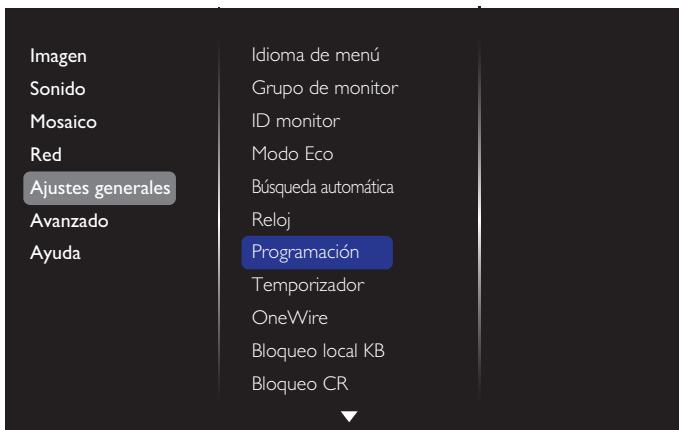 Imagen
Sonido
Mosaico
Red
Ajustes generales
Avanzado
Ayuda
Idioma de menú
Grupo de monitor
ID monitor
Modo Eco
Búsqueda automática
Reloj
Programación
Temporizador
OneWire
Bloqueo local KB
Bloqueo CR